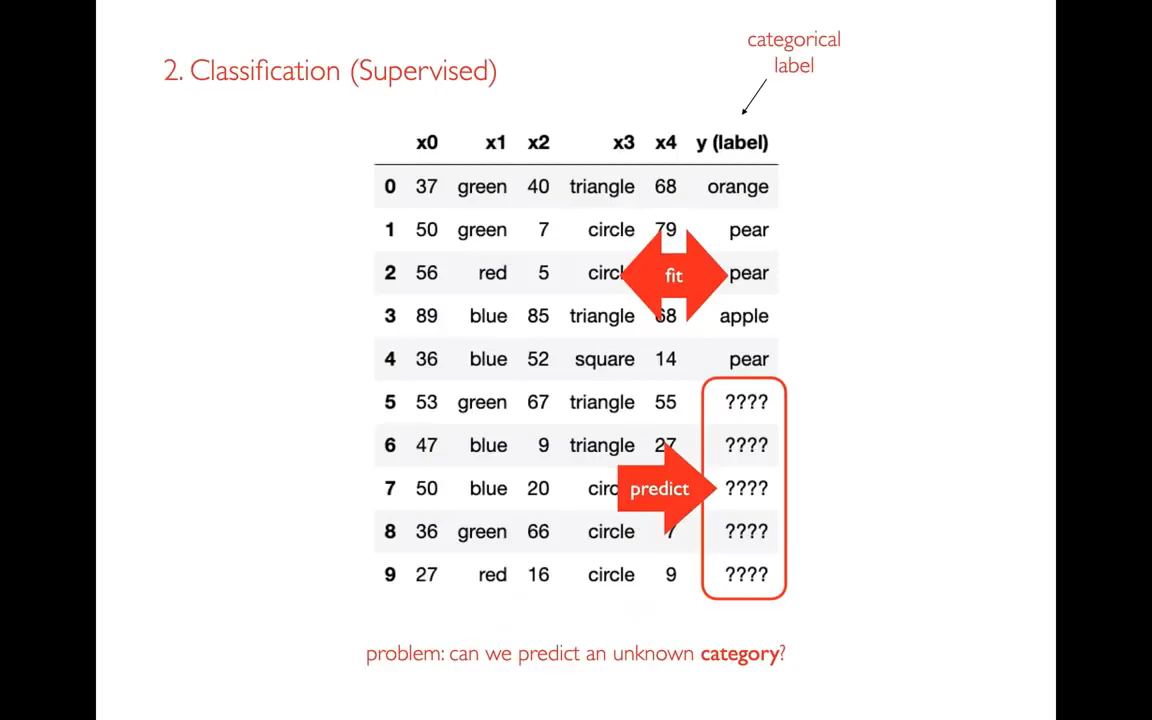 categorical
label
2. Classification (Supervised)
x0 x1 x2 x3 x4 y (label)
0 37 green 40 triangle 68 orange
1 50 green 7 circle 79 pear
2 56 red 5 fit pear
3 89 blue 85 triangle 68 apple
4 36 blue 52 square 14 pear
5 53 green 67 triangle 55 ????
6 47 blue 9 triangle 27 ????
7 50 blue 20 predict ????
8 36 green 66 circle 7 ????
9 27 red 16 circle 9 ????
problem: can we predict an unknown category?